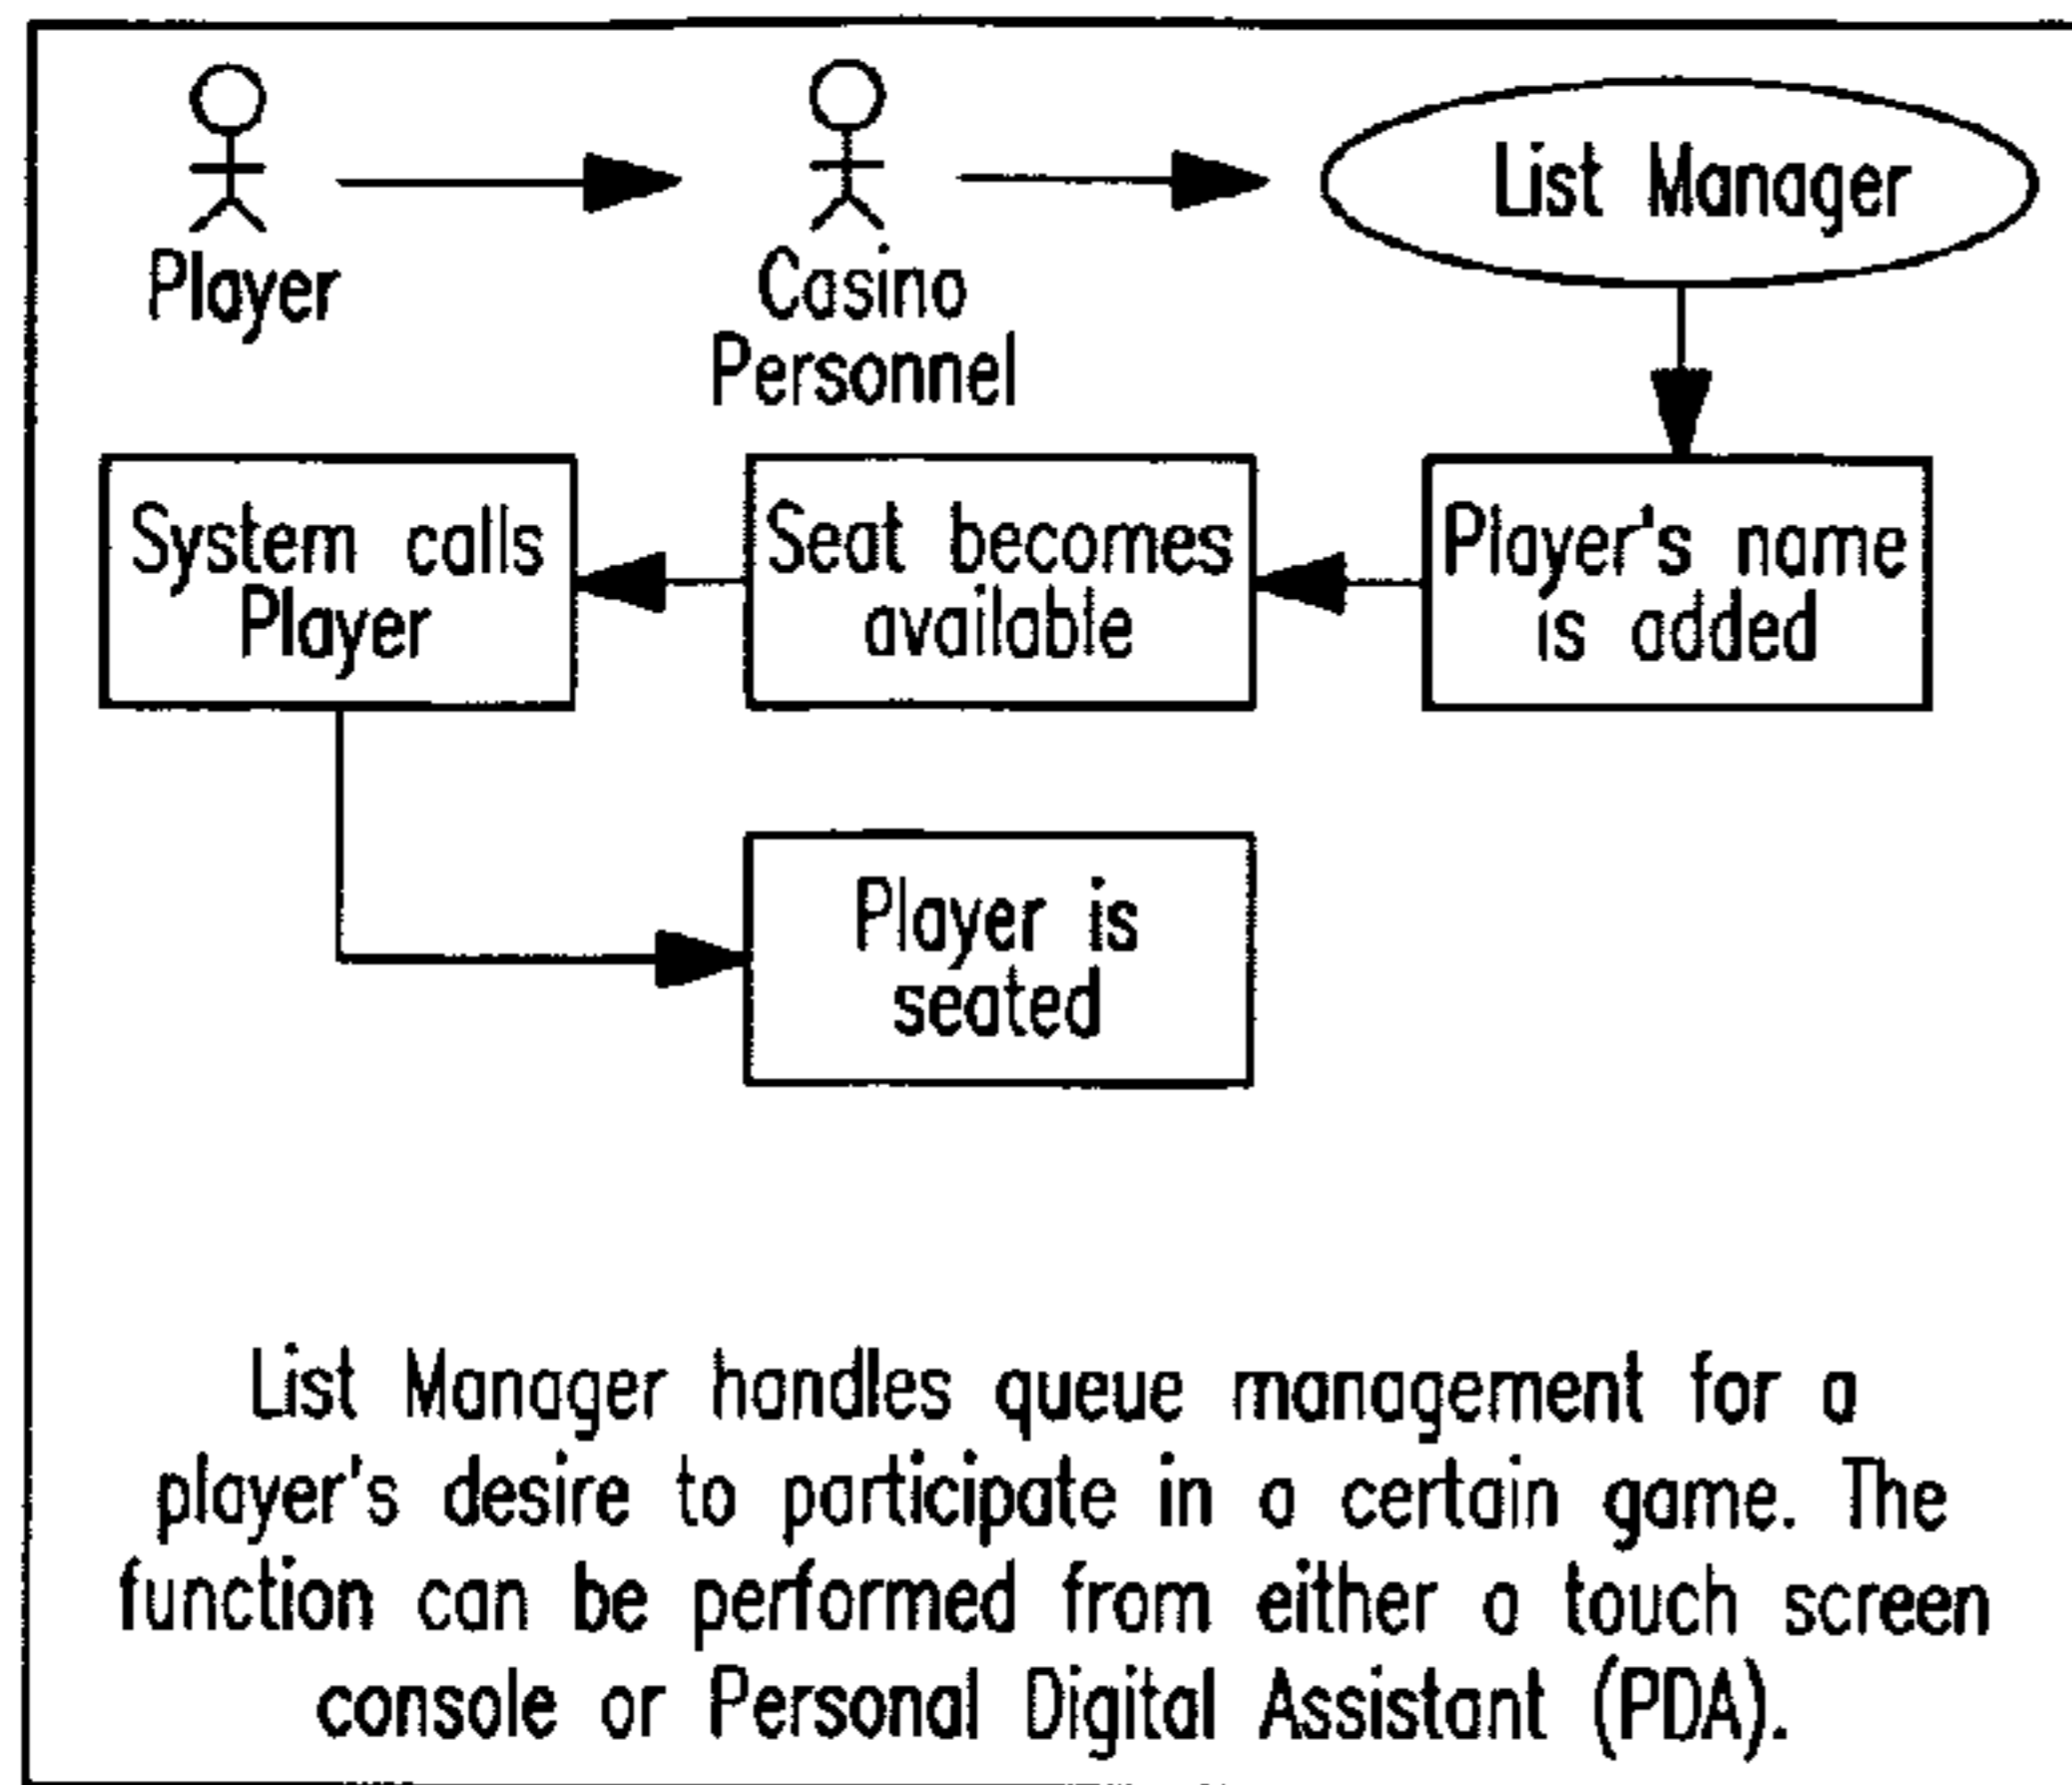 Player
Casino
Personnel
List Manager
System calls
Player
Seat becomes
available
Player's name
is added
Player is
seated
List Manager handles queue management for a
player's desire to participate in a certain game. The
function can be performed from either a touch screen
console or Personal Digital Assistant (PDA).